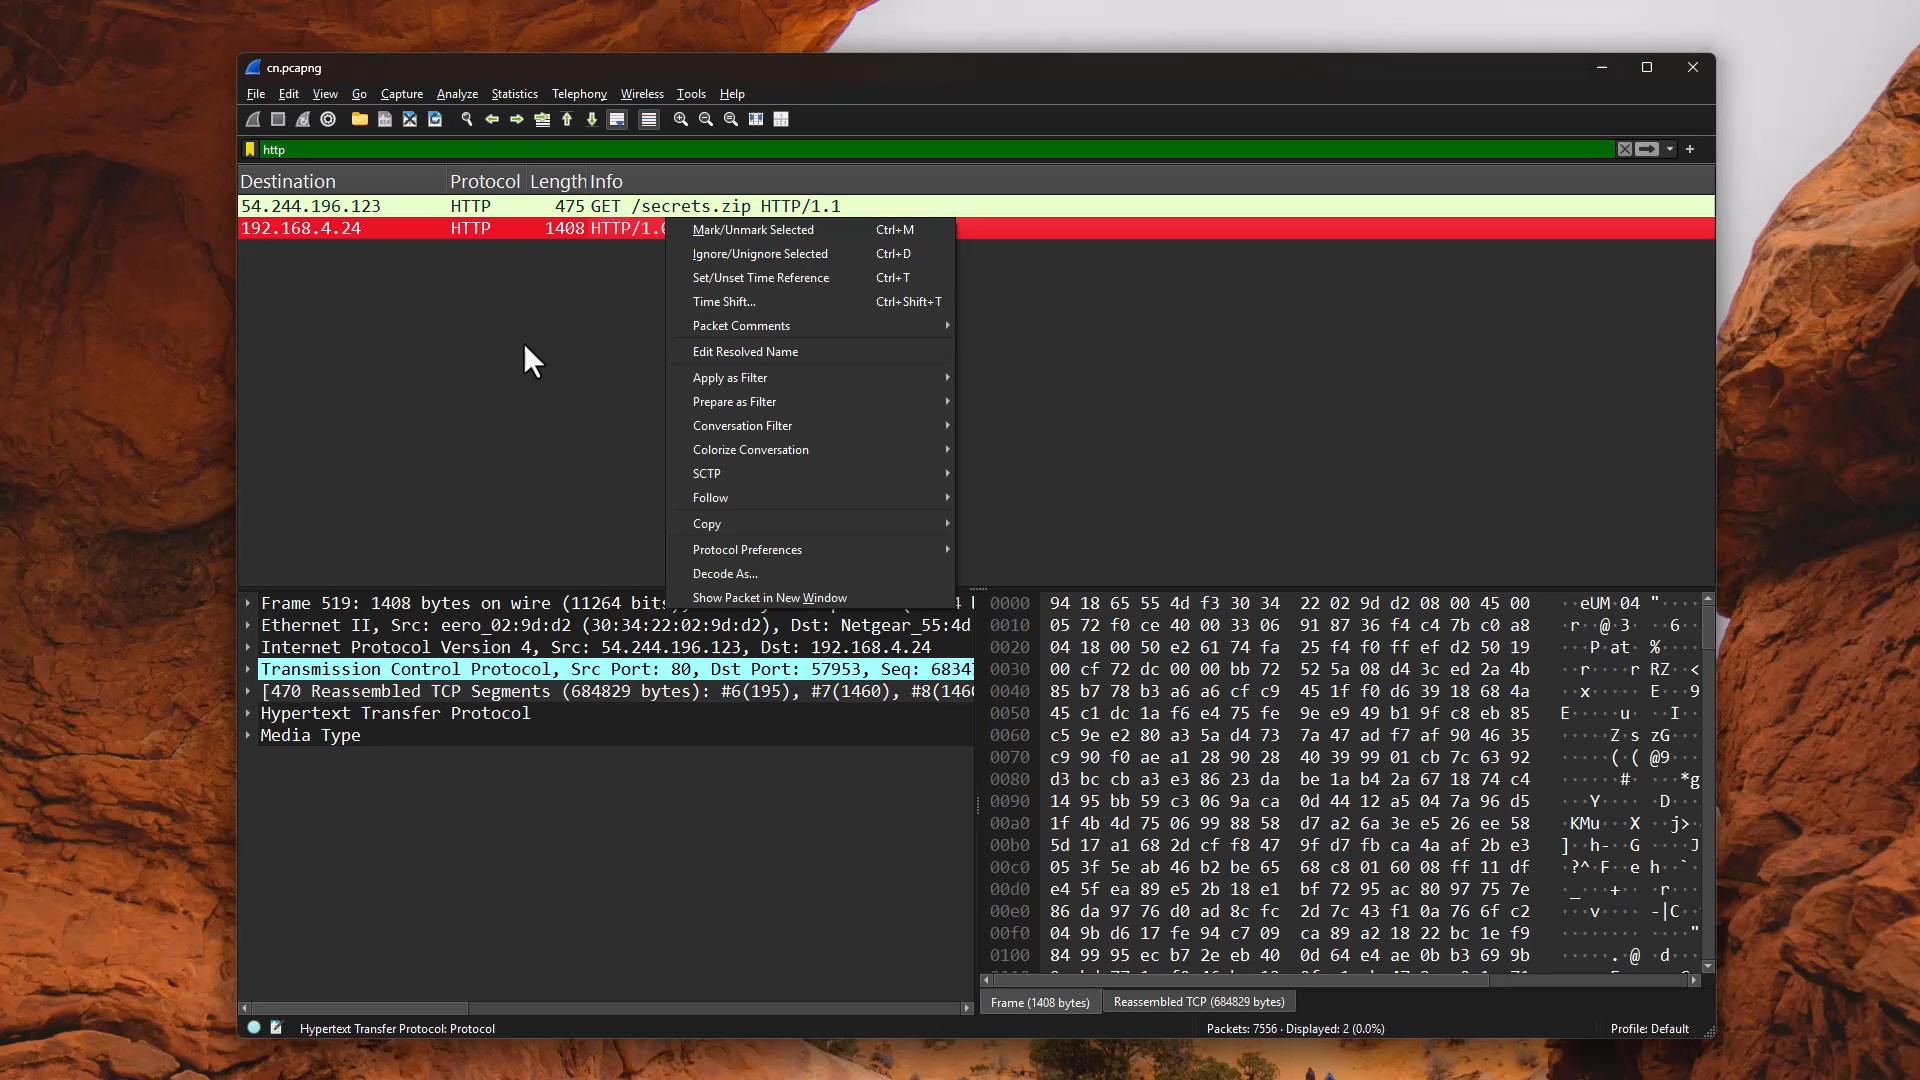 cn.pcapng
File Edit View Go Capture Analyze Statistics Telephony Wireless Tools Help
http
Destination Protocol Length Info
54.244.196.123 HTTP 475 GET /secrets.zip HTTP/1.1
192.168.4.24 HTTP 1408 HTTP/1.
Mark/Unmark Selected Ctrl+M
Ignore/Unignore Selected Ctrl+D
Set/Unset Time Reference Ctrl+T
Time Shift... Ctrl+Shift+T
Packet Comments
Edit Resolved Name
Apply as Filter
Prepare as Filter
Conversation Filter
Colorize Conversation
SCTP
Follow
Copy
Protocol Preferences
Decode As...
Show Packet in New Window
Frame 519: 1408 bytes on wire (11264 bits)
Ethernet II, Src: eero_02:9d:d2 (30:34:22:02:9d:d2), Dst: Netgear_55:4d
Internet Protocol Version 4, Src: 54.244.196.123, Dst: 192.168.4.24
Transmission Control Protocol, Src Port: 80, Dst Port: 57953, Seq: 6834
[470 Reassembled TCP Segments (684829 bytes): #6(195), #7(1460), #8(146
Hypertext Transfer Protocol
Media Type
0000 94 18 65 55 4d f3 30 34 22 02 9d d2 08 00 45 00 ··eUM·04 "·····
0010 05 72 f0 ce 40 00 33 06 91 87 36 f4 c4 7b c0 a8 ·r··@·3· ··6··
0020 04 18 00 50 e2 61 74 fa 25 f4 f0 ff ef d2 50 19 ···P·at· %·····
0030 00 cf 72 dc 00 00 bb 72 52 5a 08 d4 3c ed 2a 4b ··r····r RZ··<
0040 85 b7 78 b3 a6 a6 cf c9 45 1f f0 d6 39 18 68 4a ··x····· E···9
0050 45 c1 dc 1a f6 e4 75 fe 9e e9 49 b1 9f c8 eb 85 E·····u· ··I··
0060 c5 9e e2 80 a3 5a d4 73 7a 47 ad f7 af 90 46 35 ·····Z·s zG····
0070 c9 90 f0 ae a1 28 90 28 40 39 99 01 cb 7c 63 92 ·····(·( @9····
0080 d3 bc cb a3 e3 86 23 da be 1a b4 2a 67 18 74 c4 ······#· ···*g
0090 14 95 bb 59 c3 06 9a ca 0d 44 12 a5 04 7a 96 d5 ···Y···· ·D····
00a0 1f 4b 4d 75 06 99 88 58 d7 a2 6a 3e e5 26 ee 58 ·KMu···X ··j>·
00b0 5d 17 a1 68 2d cf f8 47 9f d7 fb ca 4a af 2b e3 ]··h-··G ····J
00c0 05 3f 5e ab 46 b2 be 65 68 c8 01 60 08 ff 11 df ·?^·F··e h··`·
00d0 e4 5f ea 89 e5 2b 18 e1 bf 72 95 ac 80 97 75 7e ·_···+·· ·r···
00e0 86 da 97 76 d0 ad 8c fc 2d 7c 43 f1 0a 76 6f c2 ···v···· -|C··
00f0 04 9b d6 17 fe 94 c7 09 ca 89 a2 18 22 bc 1e f9 ········ ····"
0100 84 99 95 ec b7 2e eb 40 0d 64 e4 ae 0b b3 69 9b ·····.·@ ·d···
Frame (1408 bytes) Reassembled TCP (684829 bytes)
Hypertext Transfer Protocol: Protocol Packets: 7556 · Displayed: 2 (0.0%) Profile: Default